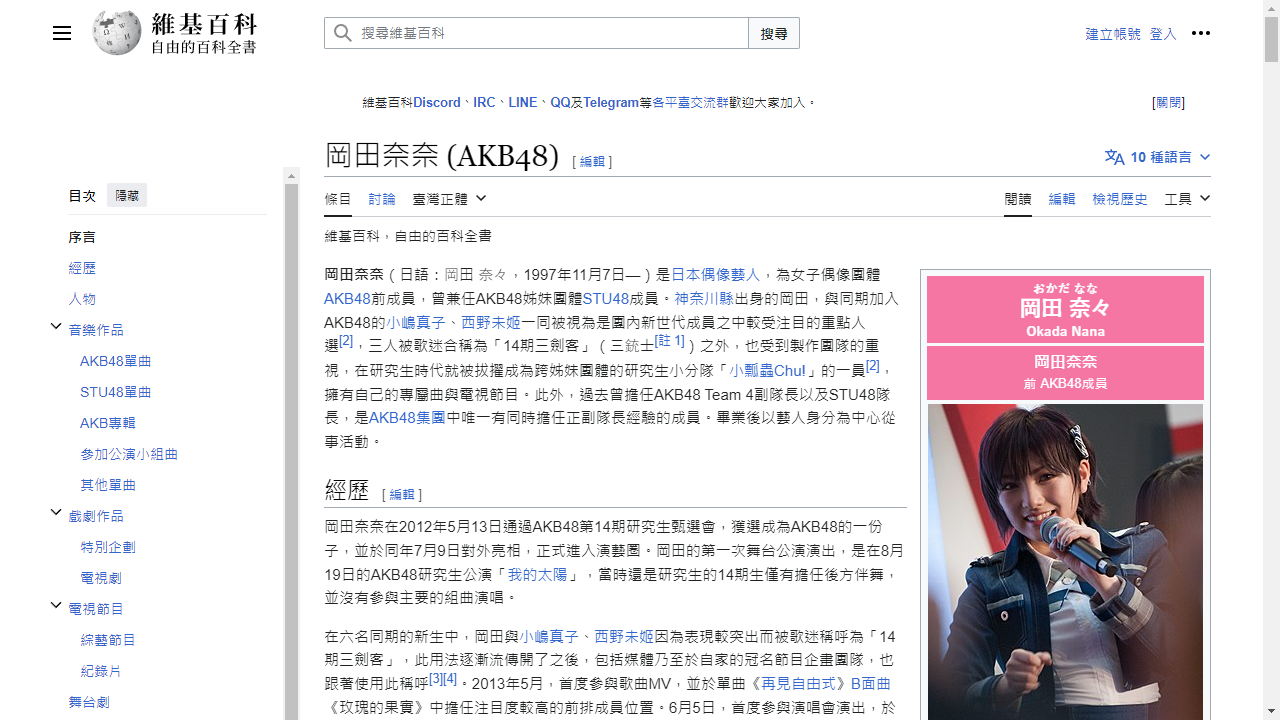 維基百科
自由的百科全書
搜尋維基百科
搜尋
建立帳號 登入
維基百科Discord、IRC、LINE、QQ及Telegram等各平臺交流群歡迎大家加入。
[關閉]
岡田奈奈 (AKB48) [ 編輯 ]
10 種語言
目次 隱藏
條目 討論 臺灣正體
閱讀 編輯 檢視歷史 工具
維基百科，自由的百科全書
序言
經歷
人物
音樂作品
AKB48單曲
STU48單曲
AKB專輯
參加公演小組曲
其他單曲
戲劇作品
特別企劃
電視劇
電視節目
綜藝節目
紀錄片
舞台劇
岡田奈奈（日語：岡田 奈々，1997年11月7日—）是日本偶像藝人，為女子偶像團體
AKB48前成員，曾兼任AKB48姊妹團體STU48成員。神奈川縣出身的岡田，與同期加入
AKB48的小嶋真子、西野未姬一同被視為是團內新世代成員之中較受注目的重點人
選[2]，三人被歌迷合稱為「14期三劍客」（三銃士[註 1]）之外，也受到製作團隊的重
視，在研究生時代就被拔擢成為跨姊妹團體的研究生小分隊「小瓢蟲Chu!」的一員[2]，
擁有自己的專屬曲與電視節目。此外，過去曾擔任AKB48 Team 4副隊長以及STU48隊
長，是AKB48集團中唯一有同時擔任正副隊長經驗的成員。畢業後以藝人身分為中心從
事活動。
おかだ なな
岡田 奈々
Okada Nana
岡田奈奈
前 AKB48成員
經歷 [ 編輯 ]
岡田奈奈在2012年5月13日通過AKB48第14期研究生甄選會，獲選成為AKB48的一份
子，並於同年7月9日對外亮相，正式進入演藝圈。岡田的第一次舞台公演演出，是在8月
19日的AKB48研究生公演「我的太陽」，當時還是研究生的14期生僅有擔任後方伴舞，
並沒有參與主要的組曲演唱。
在六名同期的新生中，岡田與小嶋真子、西野未姬因為表現較突出而被歌迷稱呼為「14
期三劍客」，此用法逐漸流傳開了之後，包括媒體乃至於自家的冠名節目企畫團隊，也
跟著使用此稱呼[3][4]。2013年5月，首度參與歌曲MV，並於單曲《再見自由式》B面曲
《玫瑰的果實》中擔任注目度較高的前排成員位置。6月5日，首度參與演唱會演出，於